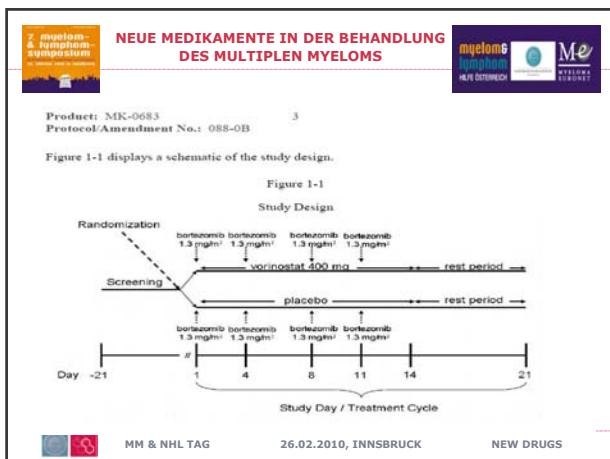 7. myelom-
& lymphom-
symposium
NEUE MEDIKAMENTE IN DER BEHANDLUNG
DES MULTIPLEN MYELOMS
myelom&
lymphom
HILFE ÖSTERREICH
Me
MYELOMA
EURONET
Product: MK-0683 3
Protocol/Amendment No.: 088-0B
Figure 1-1 displays a schematic of the study design.
Figure 1-1
Study Design
Randomization
bortezomib bortezomib bortezomib bortezomib
1.3 mg/m² 1.3 mg/m² 1.3 mg/m² 1.3 mg/m²
vorinostat 400 mg rest period
Screening
placebo rest period
bortezomib bortezomib bortezomib bortezomib
1.3 mg/m² 1.3 mg/m² 1.3 mg/m² 1.3 mg/m²
//
Day -21 1 4 8 11 14 21
Study Day / Treatment Cycle
MM & NHL TAG 26.02.2010, INNSBRUCK NEW DRUGS